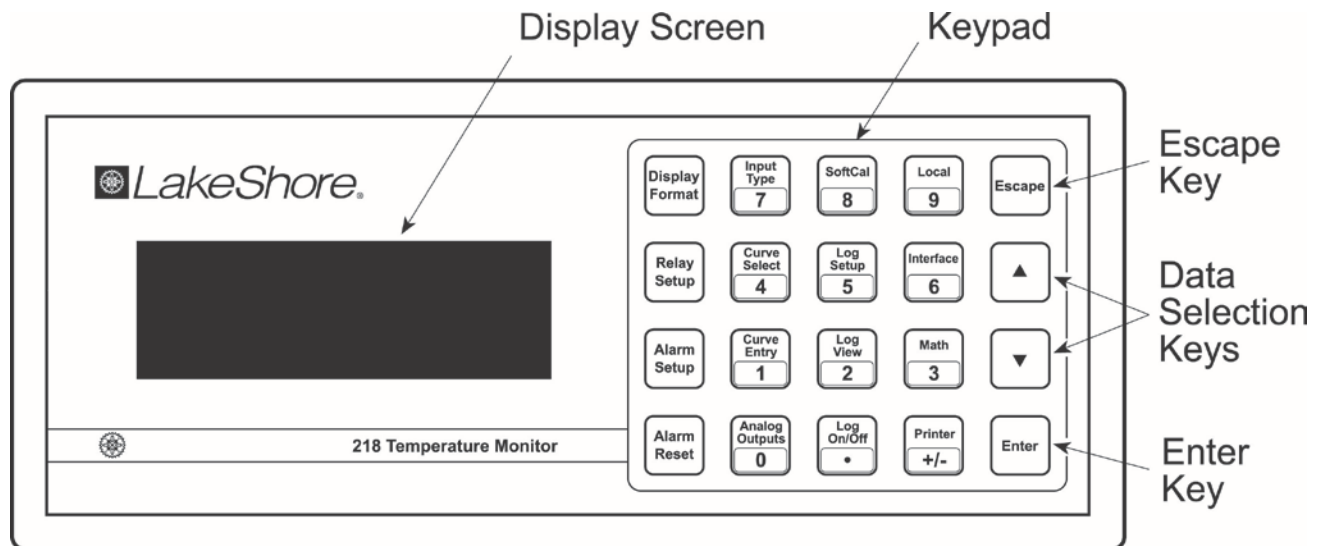 Display Screen
Keypad
LakeShore®
Display
Format
Input
Type
7
SoftCal
8
Local
9
Escape
Escape
Key
Relay
Setup
Curve
Select
4
Log
Setup
5
Interface
6
▲
Data
Selection
Keys
Alarm
Setup
Curve
Entry
1
Log
View
2
Math
3
▼
218 Temperature Monitor
Alarm
Reset
Analog
Outputs
0
Log
On/Off
•
Printer
+/-
Enter
Enter
Key